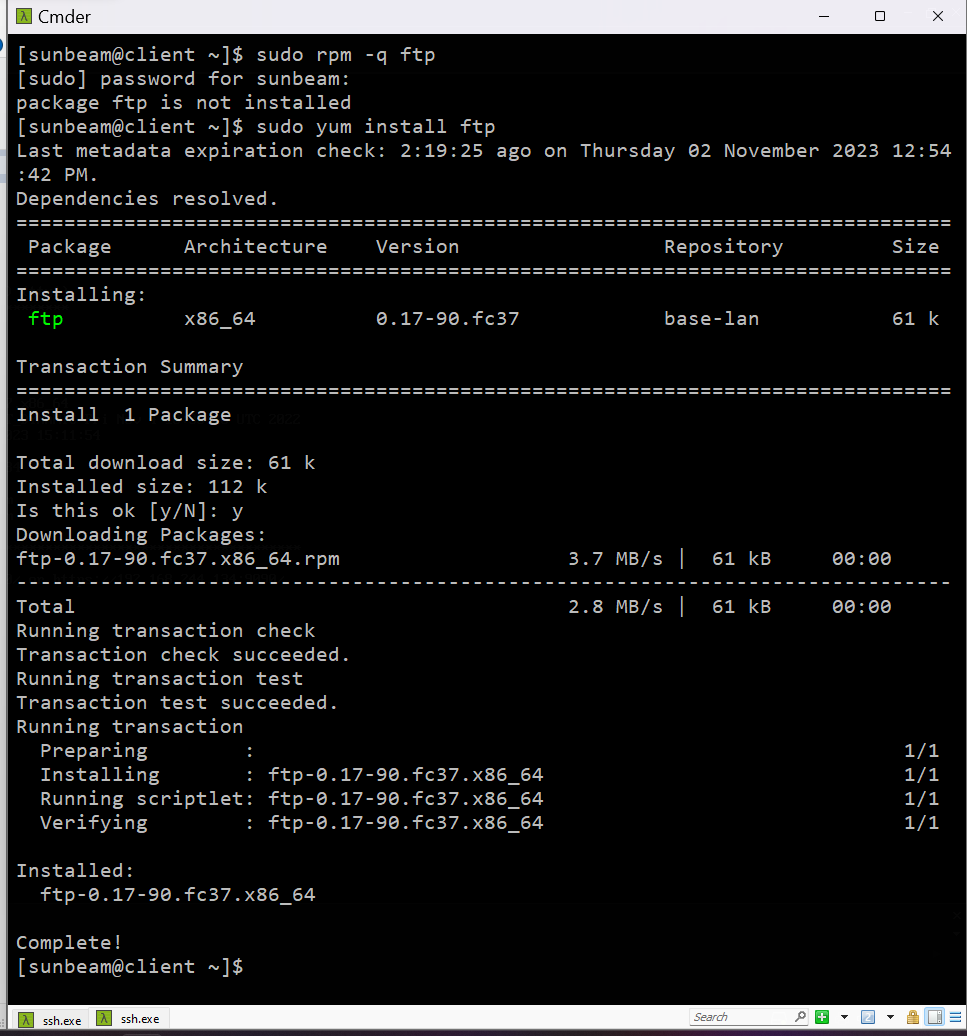 Cmder
[sunbeam@client ~]$ sudo rpm -q ftp
[sudo] password for sunbeam:
package ftp is not installed
[sunbeam@client ~]$ sudo yum install ftp
Last metadata expiration check: 2:19:25 ago on Thursday 02 November 2023 12:54
:42 PM.
Dependencies resolved.
==============================================================================
Package Architecture Version Repository Size
==============================================================================
Installing:
ftp x86_64 0.17-90.fc37 base-lan 61 k
Transaction Summary
==============================================================================
Install 1 Package
Total download size: 61 k
Installed size: 112 k
Is this ok [y/N]: y
Downloading Packages:
ftp-0.17-90.fc37.x86_64.rpm 3.7 MB/s | 61 kB 00:00
------------------------------------------------------------------------------
Total 2.8 MB/s | 61 kB 00:00
Running transaction check
Transaction check succeeded.
Running transaction test
Transaction test succeeded.
Running transaction
Preparing : 1/1
Installing : ftp-0.17-90.fc37.x86_64 1/1
Running scriptlet: ftp-0.17-90.fc37.x86_64 1/1
Verifying : ftp-0.17-90.fc37.x86_64 1/1
Installed:
ftp-0.17-90.fc37.x86_64
Complete!
[sunbeam@client ~]$
ssh.exe ssh.exe Search